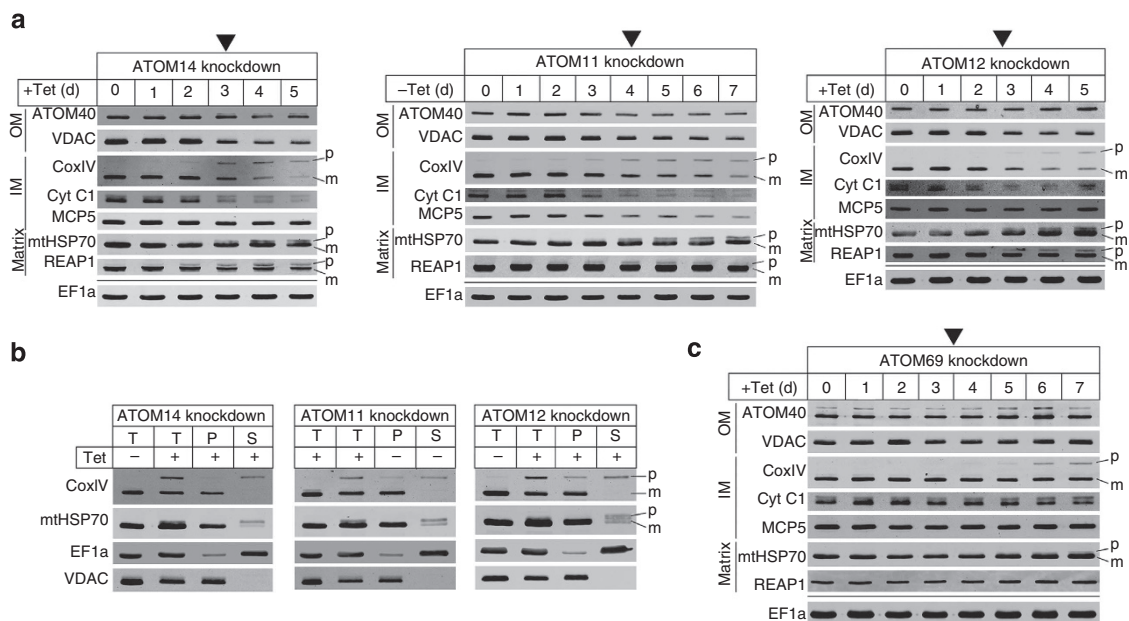 a
ATOM14 knockdown
+Tet (d) 0 1 2 3 4 5
OM
ATOM40
VDAC
IM
CoxIV p
m
Cyt C1
MCP5
Matrix
mtHSP70 p
m
REAP1 p
m
EF1a
ATOM11 knockdown
–Tet (d) 0 1 2 3 4 5 6 7
OM
ATOM40
VDAC
IM
CoxIV p
m
Cyt C1
MCP5
Matrix
mtHSP70 p
m
REAP1 p
m
EF1a
ATOM12 knockdown
+Tet (d) 0 1 2 3 4 5
OM
ATOM40
VDAC
IM
CoxIV p
m
Cyt C1
MCP5
Matrix
mtHSP70 p
m
REAP1 p
m
EF1a
b
ATOM14 knockdown ATOM11 knockdown ATOM12 knockdown
T T P S T T P S T T P S
Tet – + + + + + – – – + + +
CoxIV p
m
mtHSP70 p
m
EF1a
VDAC
c
ATOM69 knockdown
+Tet (d) 0 1 2 3 4 5 6 7
OM
ATOM40
VDAC
IM
CoxIV p
m
Cyt C1
MCP5
Matrix
mtHSP70 p
m
REAP1
EF1a